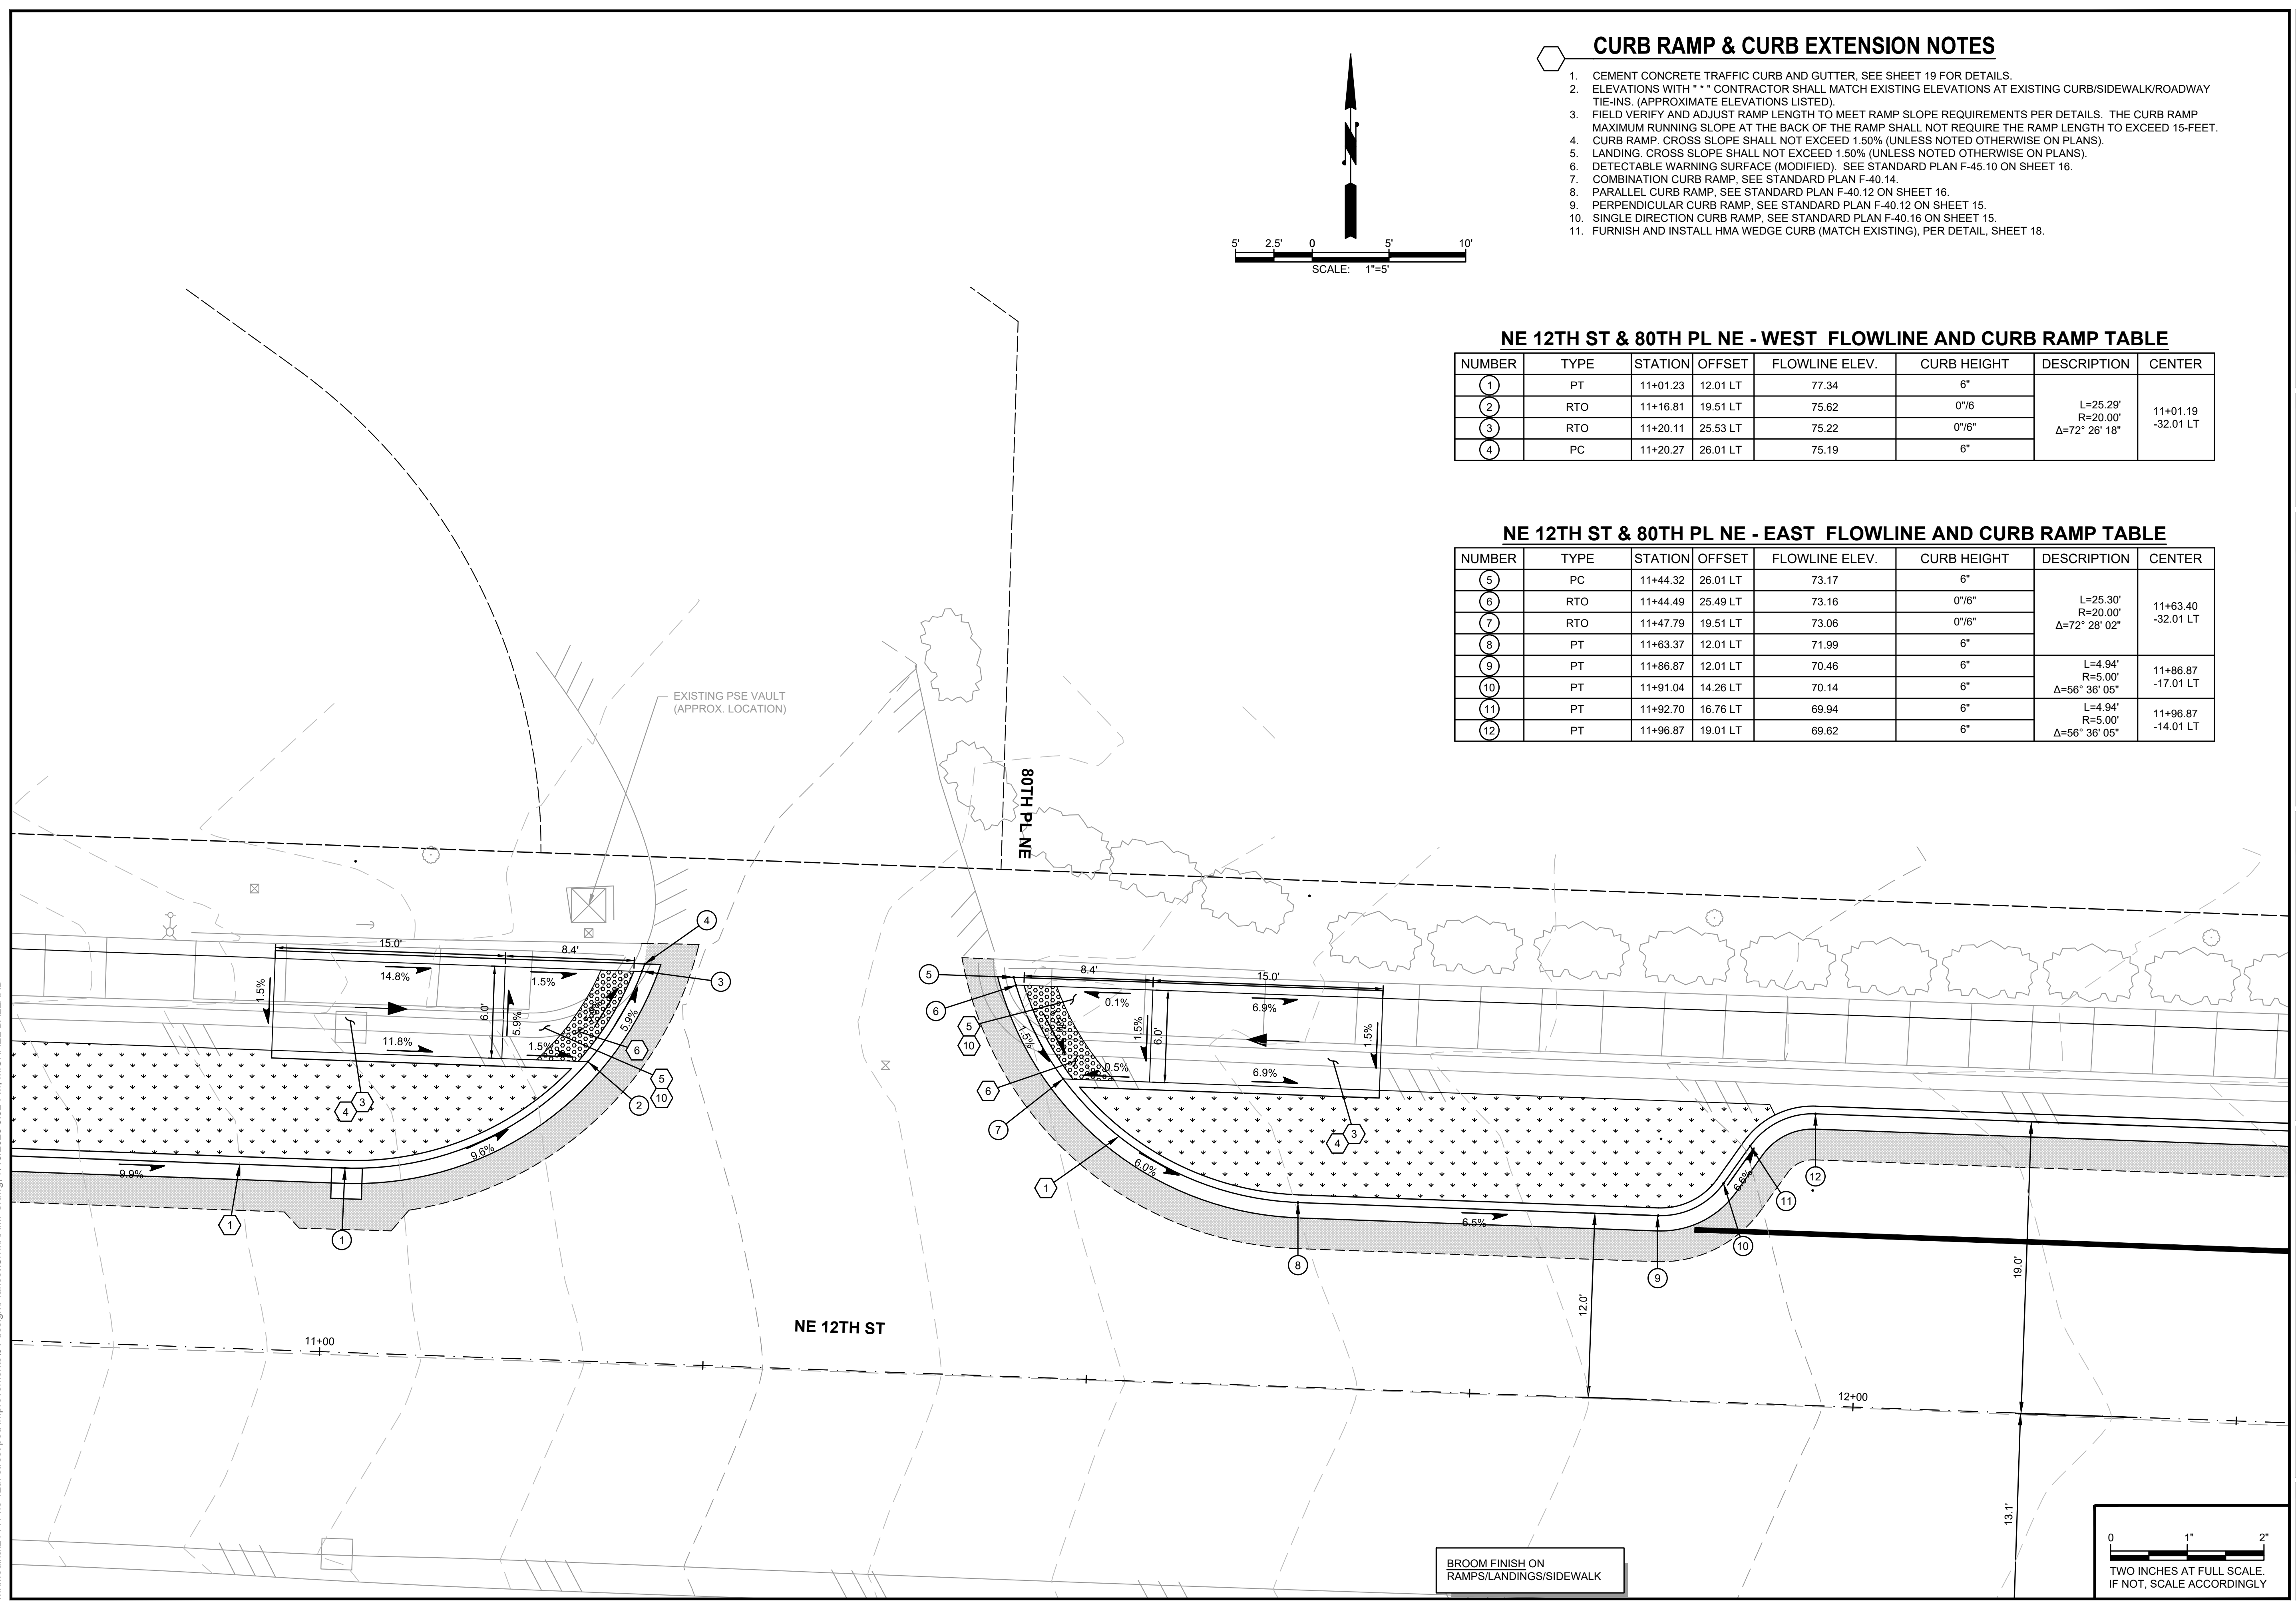 CURB RAMP & CURB EXTENSION NOTES
1. CEMENT CONCRETE TRAFFIC CURB AND GUTTER, SEE SHEET 19 FOR DETAILS.
2. ELEVATIONS WITH " * " CONTRACTOR SHALL MATCH EXISTING ELEVATIONS AT EXISTING CURB/SIDEWALK/ROADWAY
TIE-INS. (APPROXIMATE ELEVATIONS LISTED).
3. FIELD VERIFY AND ADJUST RAMP LENGTH TO MEET RAMP SLOPE REQUIREMENTS PER DETAILS. THE CURB RAMP
MAXIMUM RUNNING SLOPE AT THE BACK OF THE RAMP SHALL NOT REQUIRE THE RAMP LENGTH TO EXCEED 15-FEET.
4. CURB RAMP. CROSS SLOPE SHALL NOT EXCEED 1.50% (UNLESS NOTED OTHERWISE ON PLANS).
5. LANDING. CROSS SLOPE SHALL NOT EXCEED 1.50% (UNLESS NOTED OTHERWISE ON PLANS).
6. DETECTABLE WARNING SURFACE (MODIFIED). SEE STANDARD PLAN F-45.10 ON SHEET 16.
7. COMBINATION CURB RAMP, SEE STANDARD PLAN F-40.14.
8. PARALLEL CURB RAMP, SEE STANDARD PLAN F-40.12 ON SHEET 16.
9. PERPENDICULAR CURB RAMP, SEE STANDARD PLAN F-40.12 ON SHEET 15.
10. SINGLE DIRECTION CURB RAMP, SEE STANDARD PLAN F-40.16 ON SHEET 15.
11. FURNISH AND INSTALL HMA WEDGE CURB (MATCH EXISTING), PER DETAIL, SHEET 18.
N
5' 2.5' 0 5' 10'
SCALE: 1"=5'
NE 12TH ST & 80TH PL NE - WEST FLOWLINE AND CURB RAMP TABLE
NUMBER TYPE STATION OFFSET FLOWLINE ELEV. CURB HEIGHT DESCRIPTION CENTER
1 PT 11+01.23 12.01 LT 77.34 6"
2 RTO 11+16.81 19.51 LT 75.62 0"/6
3 RTO 11+20.11 25.53 LT 75.22 0"/6"
4 PC 11+20.27 26.01 LT 75.19 6"
L=25.29'
R=20.00'
Δ=72° 26' 18"
11+01.19
-32.01 LT
NE 12TH ST & 80TH PL NE - EAST FLOWLINE AND CURB RAMP TABLE
NUMBER TYPE STATION OFFSET FLOWLINE ELEV. CURB HEIGHT DESCRIPTION CENTER
5 PC 11+44.32 26.01 LT 73.17 6"
6 RTO 11+44.49 25.49 LT 73.16 0"/6"
7 RTO 11+47.79 19.51 LT 73.06 0"/6"
8 PT 11+63.37 12.01 LT 71.99 6"
L=25.30'
R=20.00'
Δ=72° 28' 02"
11+63.40
-32.01 LT
9 PT 11+86.87 12.01 LT 70.46 6"
10 PT 11+91.04 14.26 LT 70.14 6"
L=4.94'
R=5.00'
Δ=56° 36' 05"
11+86.87
-17.01 LT
11 PT 11+92.70 16.76 LT 69.94 6"
12 PT 11+96.87 19.01 LT 69.62 6"
L=4.94'
R=5.00'
Δ=56° 36' 05"
11+96.87
-14.01 LT
EXISTING PSE VAULT
(APPROX. LOCATION)
80TH PL NE
15.0'
8.4'
14.8%
1.5%
1.5%
6.0'
5.9%
5.9%
11.8%
1.5%
4
3
6
5
10
2
3
4
9.6%
9.9%
1
1
5
6
5
10
6
7
1
8.4'
15.0'
0.1%
6.9%
1.5%
1.5%
6.0'
1.5%
0.5%
6.9%
3
4
6.0%
6.5%
6.6%
8
9
10
11
12
12.0'
19.0'
13.1'
NE 12TH ST
11+00
12+00
BROOM FINISH ON
RAMPS/LANDINGS/SIDEWALK
0 1" 2"
TWO INCHES AT FULL SCALE.
IF NOT, SCALE ACCORDINGLY